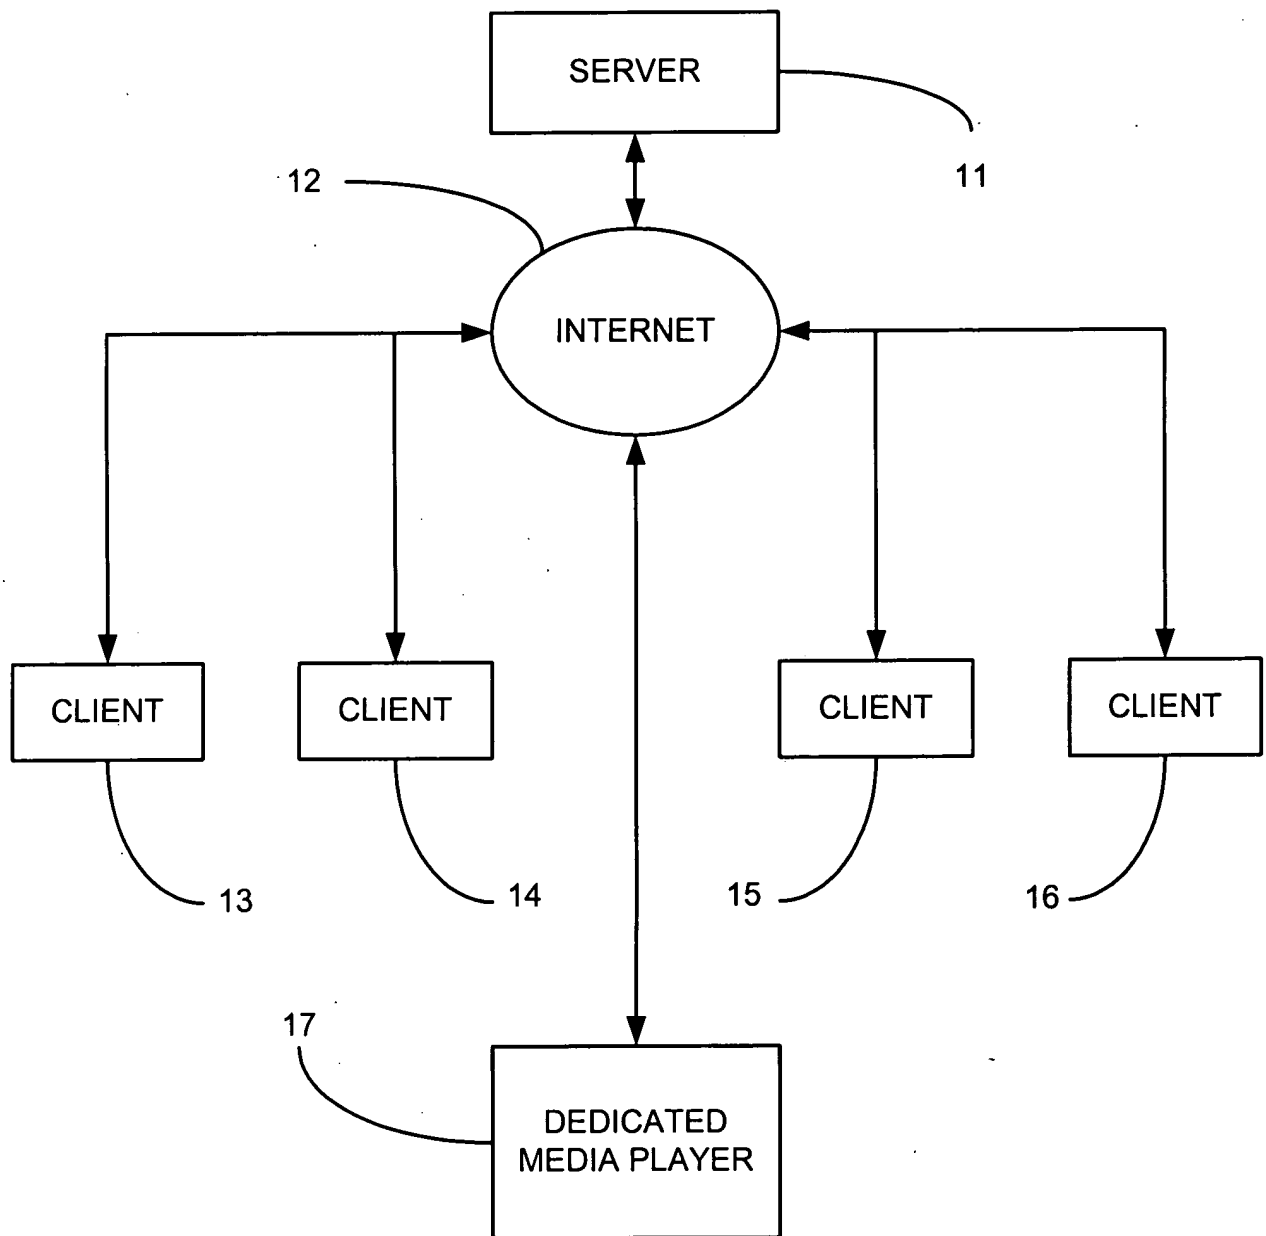 SERVER
11
12
INTERNET
CLIENT
CLIENT
CLIENT
CLIENT
13
14
15
16
17
DEDICATED
MEDIA PLAYER